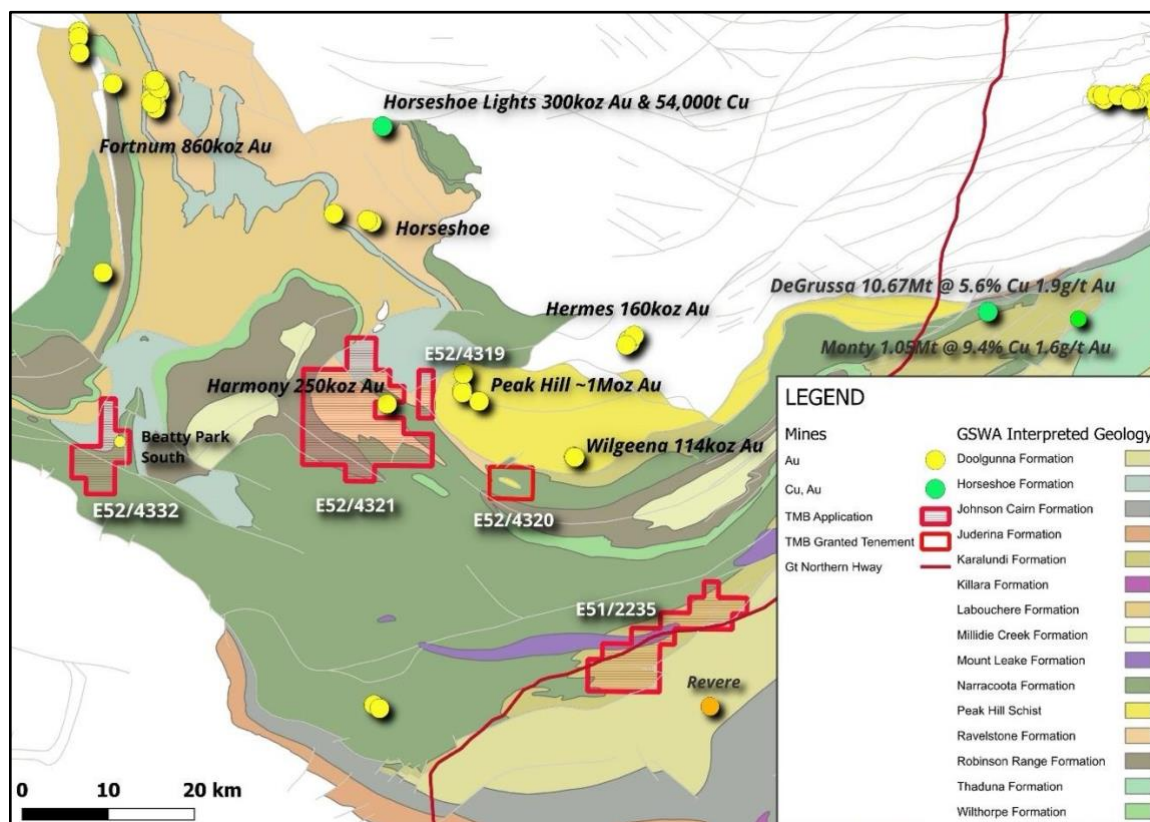 Horseshoe Lights 300koz Au & 54,000t Cu
Fortnum 860koz Au
Horseshoe
DeGrussa 10.67Mt @ 5.6% Cu 1.9g/t Au
Hermes 160koz Au
Monty 1.05Mt @ 9.4% Cu 1.6g/t Au
E52/4319
Harmony 250koz Au
Peak Hill ~1Moz Au
Beatty Park
South
Wilgeena 114koz Au
E52/4332
E52/4321
E52/4320
E51/2235
Revere
0 10 20 km
LEGEND
Mines
Au
Cu, Au
TMB Application
TMB Granted Tenement
Gt Northern Hway
GSWA Interpreted Geology
Doolgunna Formation
Horseshoe Formation
Johnson Cairn Formation
Juderina Formation
Karalundi Formation
Killara Formation
Labouchere Formation
Millidie Creek Formation
Mount Leake Formation
Narracoota Formation
Peak Hill Schist
Ravelstone Formation
Robinson Range Formation
Thaduna Formation
Wilthorpe Formation